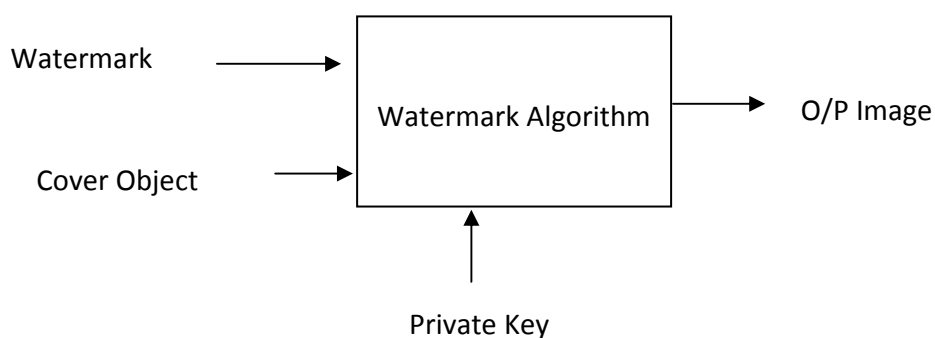 Watermark
Watermark Algorithm
O/P Image
Cover Object
Private Key